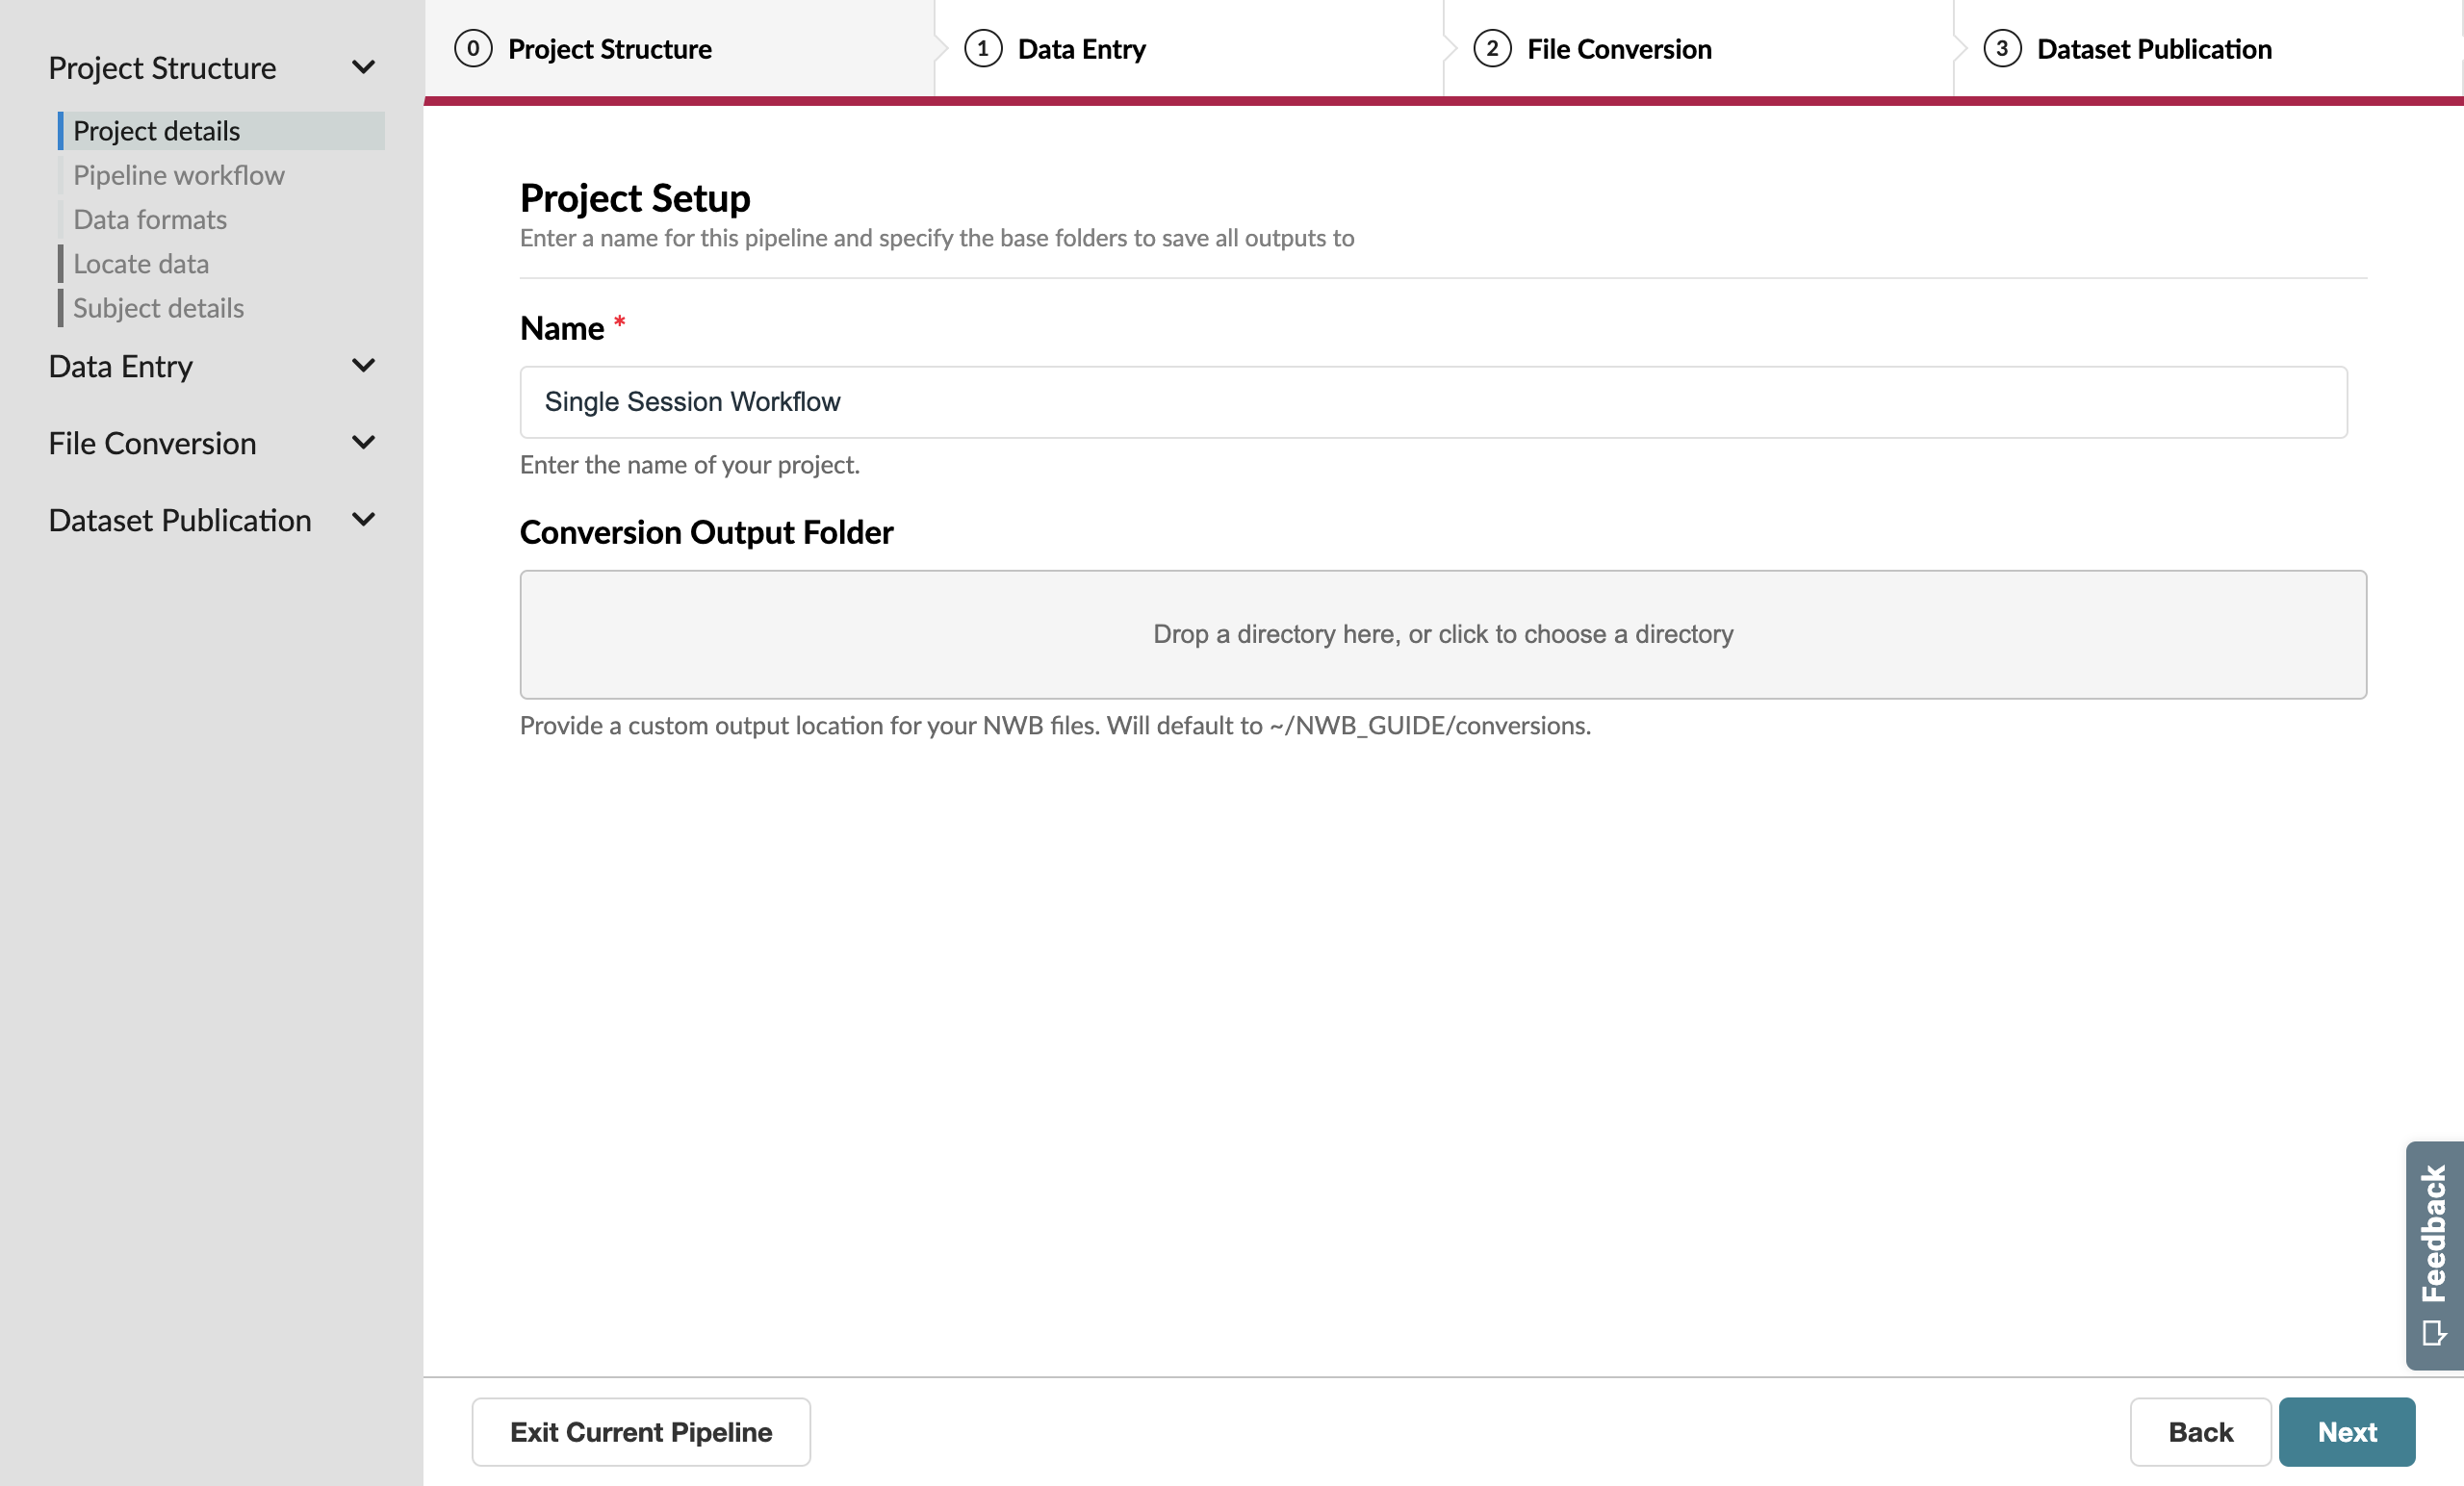 Project Structure
Project details
Pipeline workflow
Data formats
Locate data
Subject details
Data Entry
File Conversion
Dataset Publication
0 Project Structure
1 Data Entry
2 File Conversion
3 Dataset Publication
Project Setup
Enter a name for this pipeline and specify the base folders to save all outputs to
Name *
Single Session Workflow
Enter the name of your project.
Conversion Output Folder
Drop a directory here, or click to choose a directory
Provide a custom output location for your NWB files. Will default to ~/NWB_GUIDE/conversions.
Feedback
Exit Current Pipeline
Back
Next